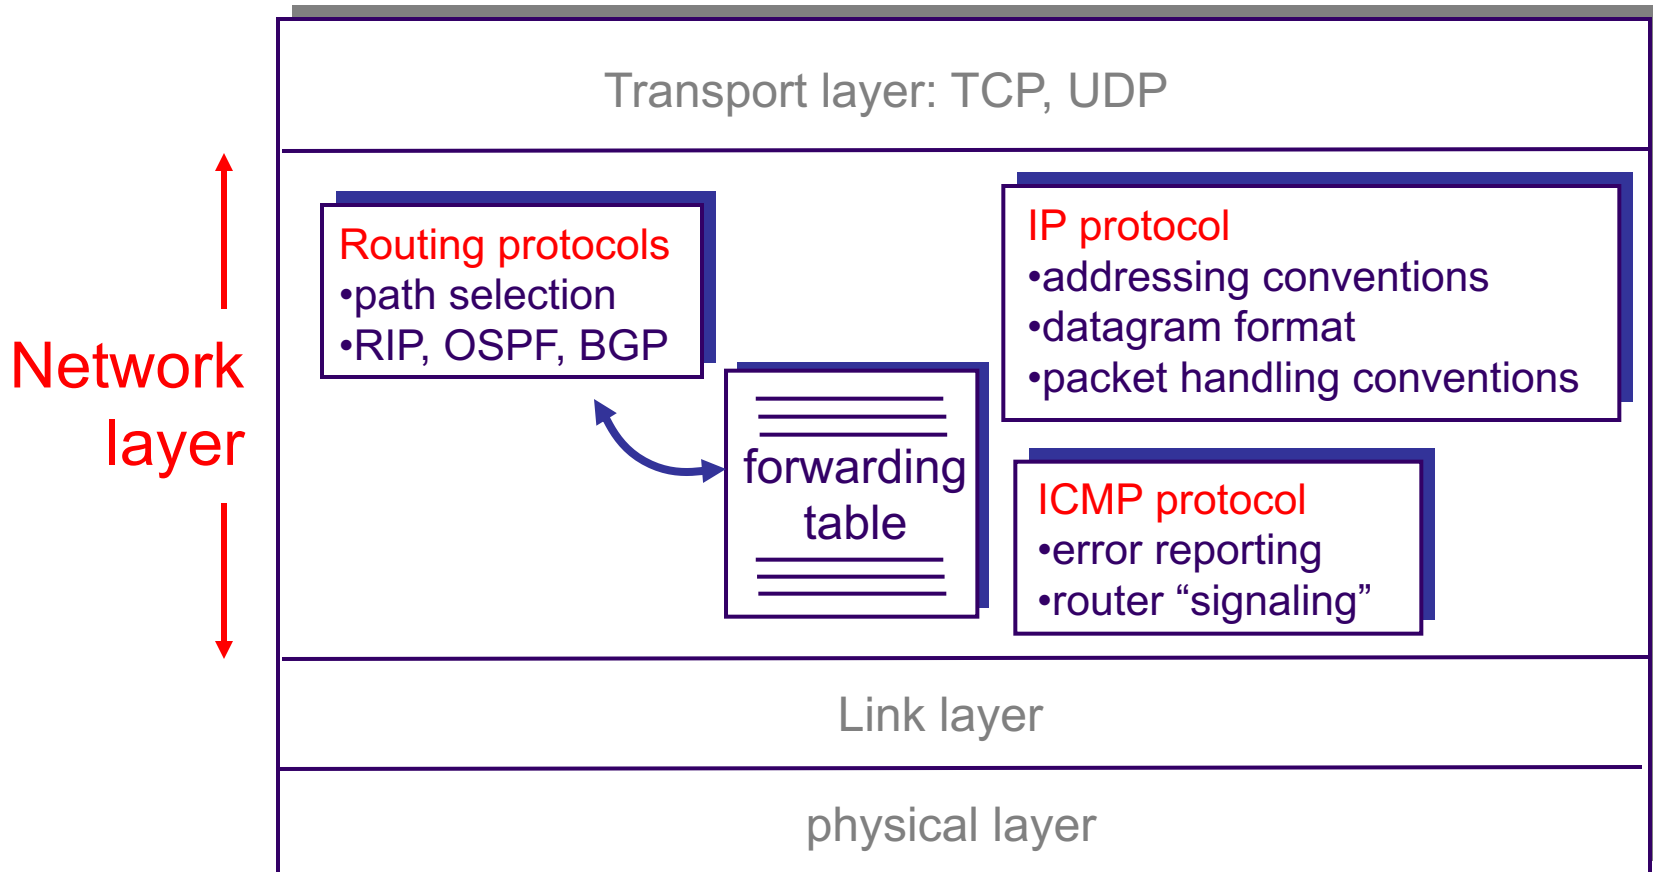 Transport layer: TCP, UDP
Network
layer
Routing protocols
•path selection
•RIP, OSPF, BGP
forwarding
table
IP protocol
•addressing conventions
•datagram format
•packet handling conventions
ICMP protocol
•error reporting
•router “signaling”
Link layer
physical layer